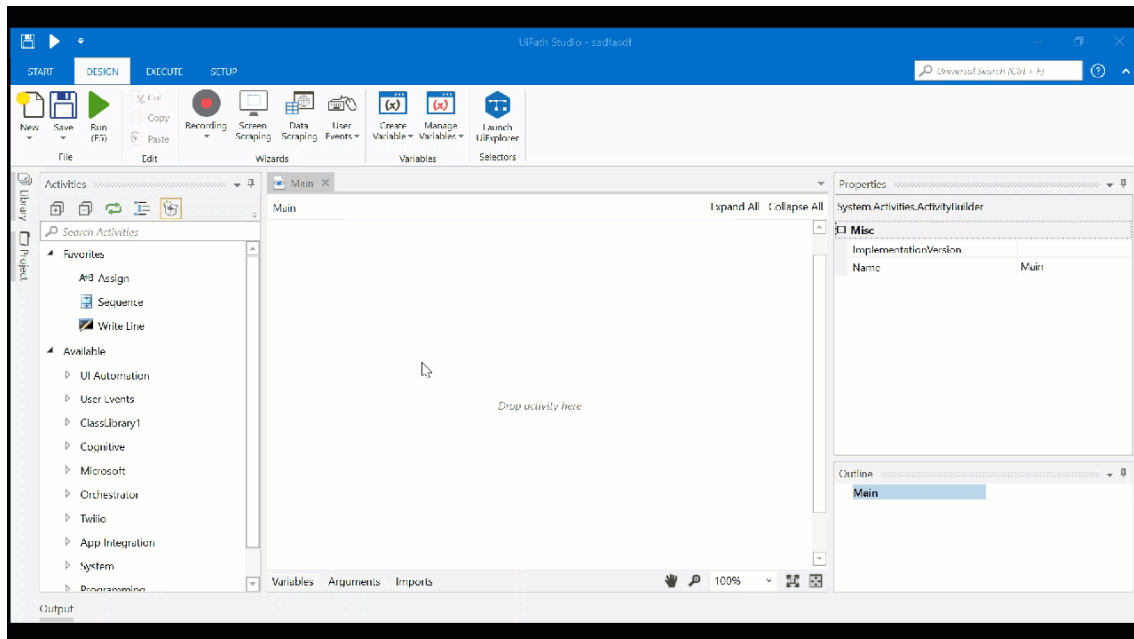 UiPath Studio - sadfasdf
START DESIGN EXECUTE SETUP
Universal Search (Ctrl + F)
New
Save
Run
(F5)
Cut
Copy
Paste
Recording
Screen
Scraping
Data
Scraping
User
Events
Create
Variable
Manage
Variables
Launch
UiExplorer
File Edit Wizards Variables Selectors
Library
Project
Activities
Search Activities
Favorites
A+B Assign
Sequence
Write Line
Available
UI Automation
User Events
ClassLibrary1
Cognitive
Microsoft
Orchestrator
Twilio
App Integration
System
Programming
Main
Main Expand All Collapse All
Drop activity here
Variables Arguments Imports 100%
Properties
System.Activities.ActivityBuilder
Misc
ImplementationVersion
Name Main
Outline
Main
Output